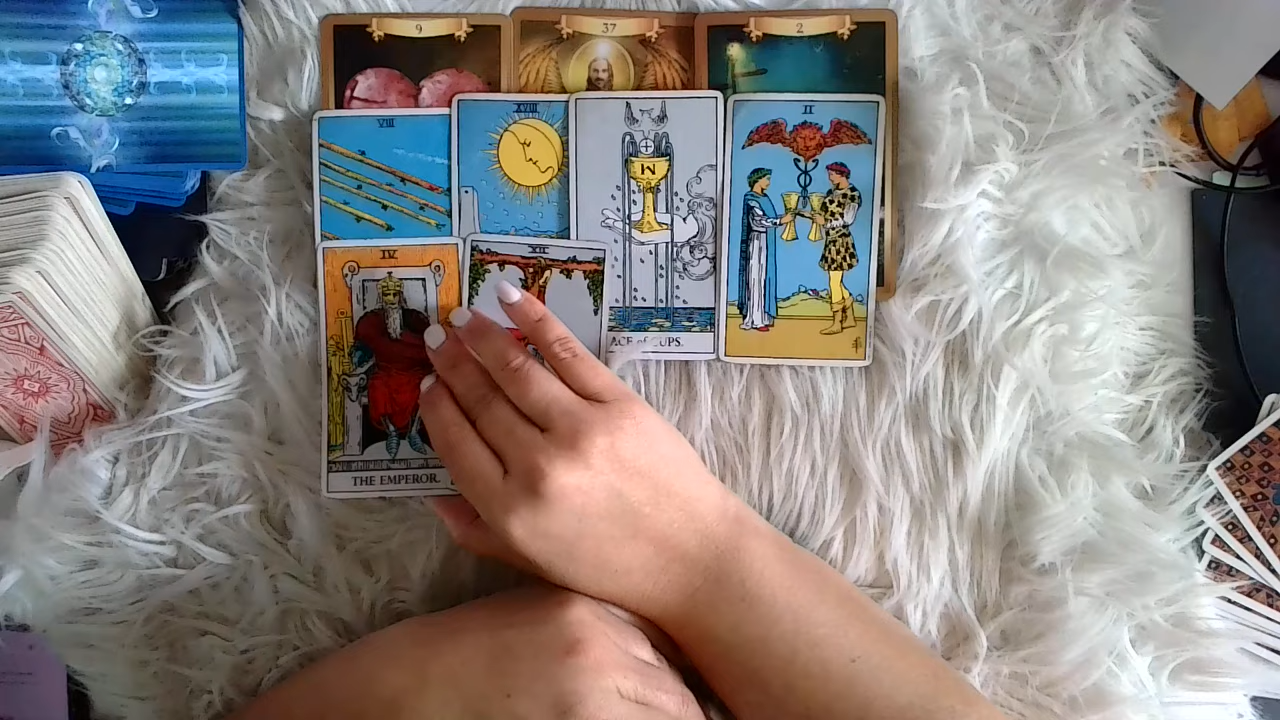 9
37
2
VIII
XVIII
II
IV
XII
ACE of CUPS.
THE EMPEROR.